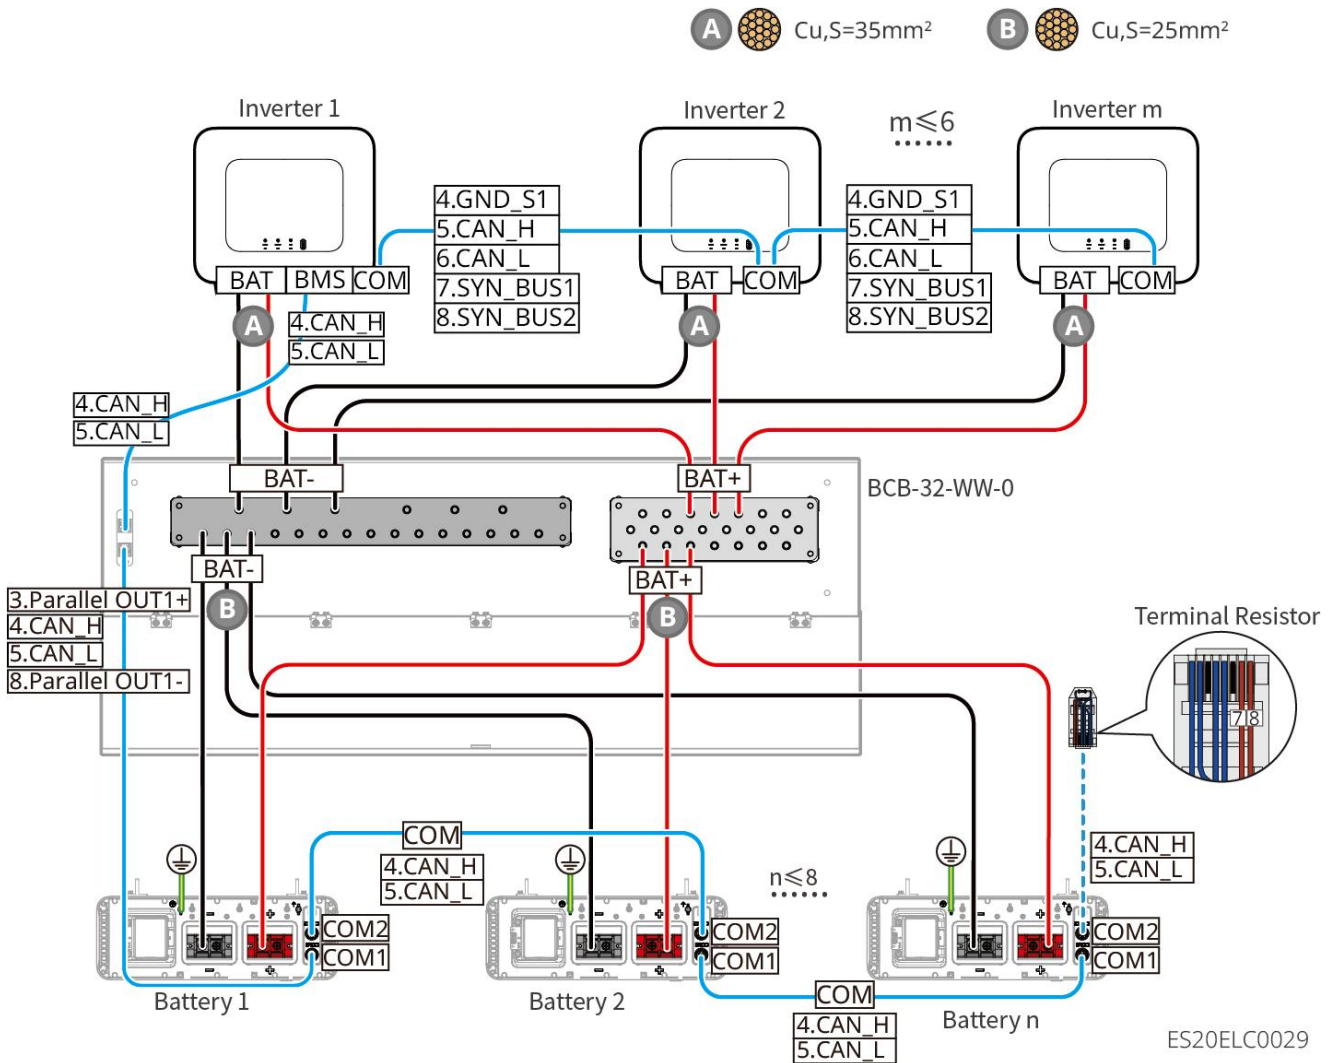 A Cu,S=35mm²
B Cu,S=25mm²
Inverter 1
Inverter 2
m≤6
Inverter m
4.GND_S1
5.CAN_H
6.CAN_L
7.SYN_BUS1
8.SYN_BUS2
4.GND_S1
5.CAN_H
6.CAN_L
7.SYN_BUS1
8.SYN_BUS2
BAT
BMS
COM
BAT
COM
BAT
COM
A
A
A
4.CAN_H
5.CAN_L
4.CAN_H
5.CAN_L
BAT-
BAT+
BCB-32-WW-0
BAT-
BAT+
B
B
3.Parallel OUT1+
4.CAN_H
5.CAN_L
8.Parallel OUT1-
Terminal Resistor
7 8
COM
4.CAN_H
5.CAN_L
n≤8
4.CAN_H
5.CAN_L
COM2
COM1
COM2
COM1
COM2
COM1
Battery 1
Battery 2
COM
4.CAN_H
5.CAN_L
Battery n
ES20ELC0029